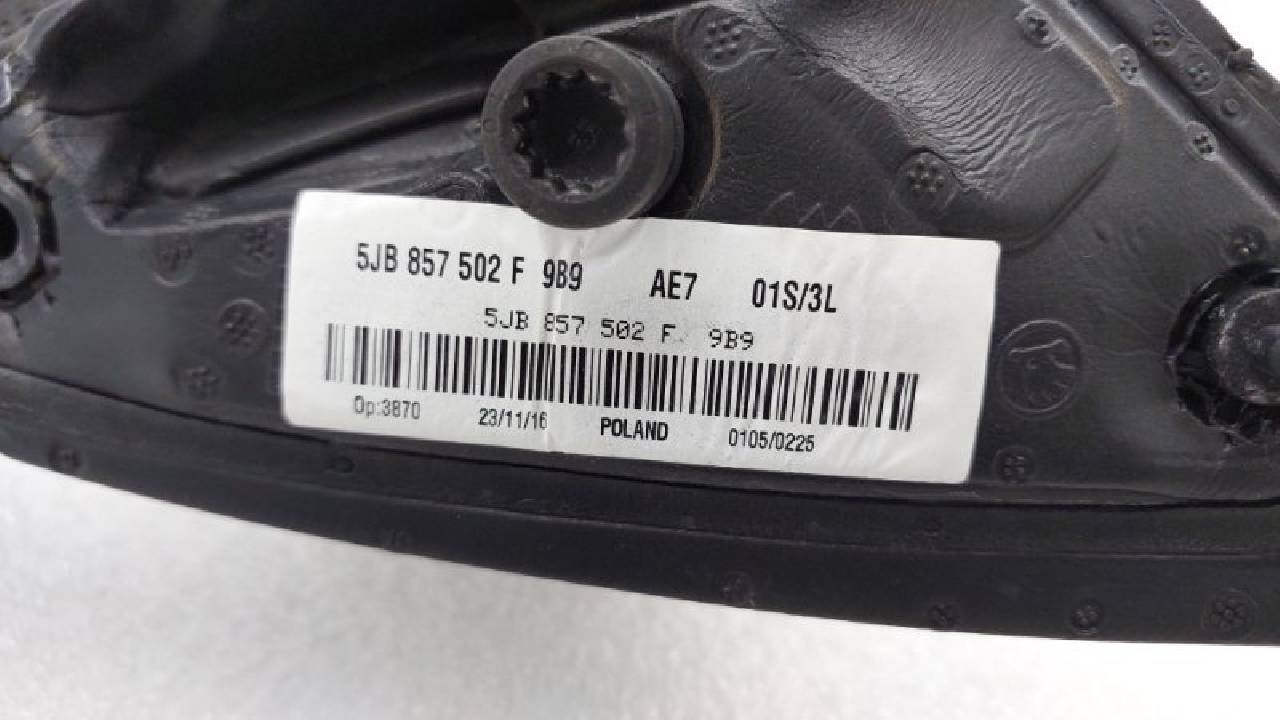 5JB 857 502 F 9B9 AE7 01S/3L
5JB 857 502 F 9B9
Op:3870 23/11/16 POLAND 0105/0225